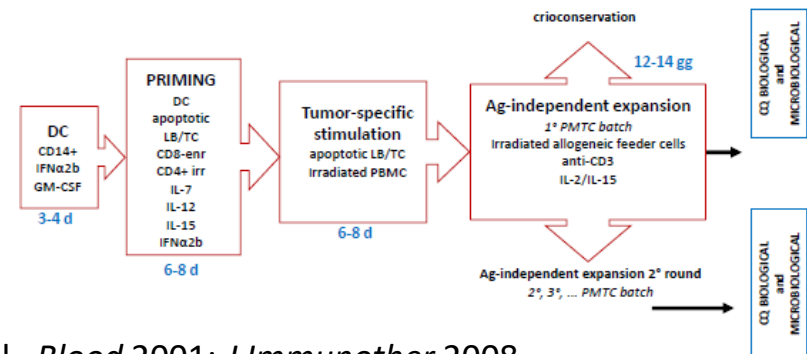 crioconservation
12-14 gg
DC
CD14+
IFNα2b
GM-CSF
3-4 d
PRIMING
DC
apoptotic
LB/TC
CD8-enr
CD4+ irr
IL-7
IL-12
IL-15
IFNα2b
6-8 d
Tumor-specific
stimulation
apoptotic LB/TC
Irradiated PBMC
6-8 d
Ag-independent expansion
1° PMTC batch
Irradiated allogeneic feeder cells
anti-CD3
IL-2/IL-15
Ag-independent expansion 2° round
2°, 3°, ... PMTC batch
CQ BIOLOGICAL
and
MICROBIOLOGICAL
CQ BIOLOGICAL
and
MICROBIOLOGICAL
Blood 2001; J Immunother 2008